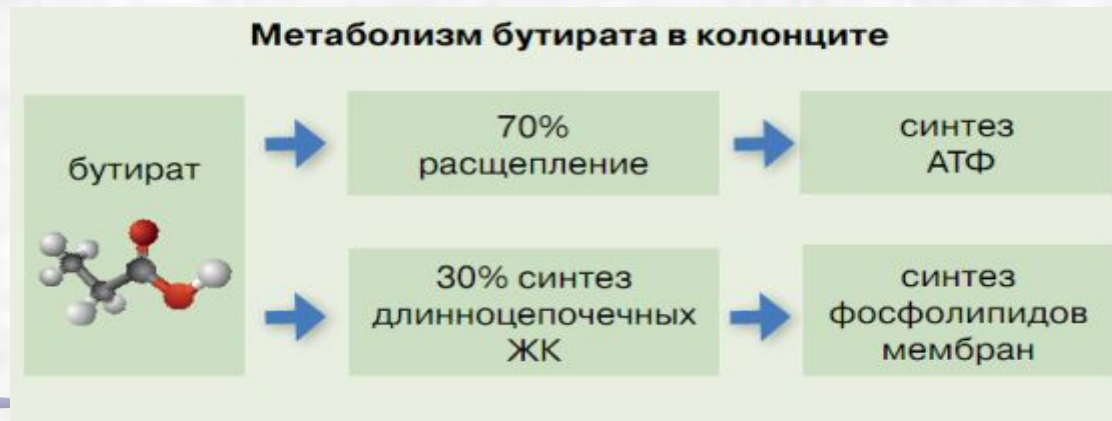 Метаболизм бутирата в колонците
бутират
70%
расщепление
синтез
АТФ
30% синтез
длинноцепочечных
ЖК
синтез
фосфолипидов
мембран